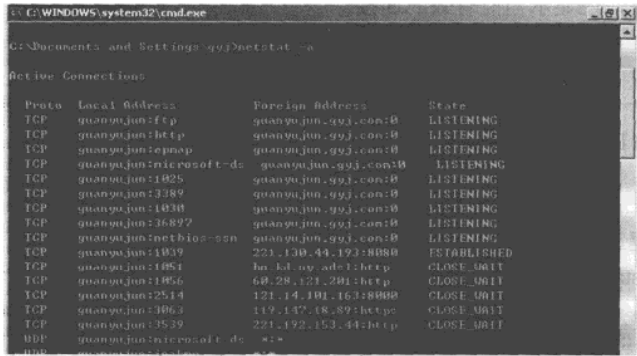 C:\WINDOWS\system32\cmd.exe
C:\Documents and Settings\gyj>netstat -a
Active Connections
Proto Local Address Foreign Address State
TCP guanyujun:ftp guanyujun.gyj.com:0 LISTENING
TCP guanyujun:http guanyujun.gyj.com:0 LISTENING
TCP guanyujun:epmap guanyujun.gyj.com:0 LISTENING
TCP guanyujun:microsoft-ds guanyujun.gyj.com:0 LISTENING
TCP guanyujun:1025 guanyujun.gyj.com:0 LISTENING
TCP guanyujun:3389 guanyujun.gyj.com:0 LISTENING
TCP guanyujun:1030 guanyujun.gyj.com:0 LISTENING
TCP guanyujun:36897 guanyujun.gyj.com:0 LISTENING
TCP guanyujun:netbios-ssn guanyujun.gyj.com:0 LISTENING
TCP guanyujun:1039 221.130.44.193:8080 ESTABLISHED
TCP guanyujun:1051 CLOSE_WAIT
TCP guanyujun:1056 60.28.121.201:http CLOSE_WAIT
TCP guanyujun:2514 121.14.101.163:8000 CLOSE_WAIT
TCP guanyujun:3063 119.147.18.89:https CLOSE_WAIT
TCP guanyujun:3539 221.192.153.44:http CLOSE_WAIT
UDP guanyujun:microsoft-ds *:*
UDP *:*